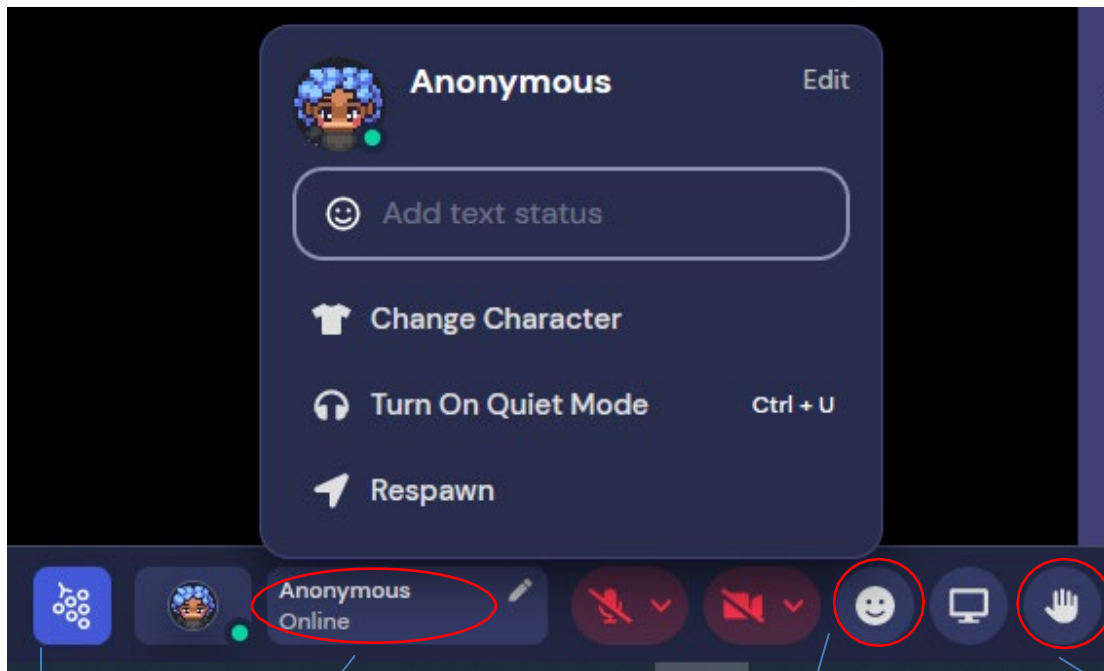 Anonymous Edit
Add text status
Change Character
Turn On Quiet Mode Ctrl + U
Respawn
Anonymous
Online